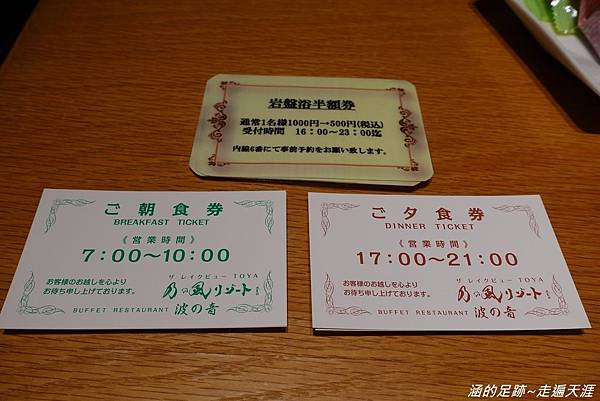 岩盤浴半額券
通常1名様1000円→500円(税込)
受付時間 16:00～23:00迄
内線6番にて事前予約をお願い致します。
ご朝食券
BREAKFAST TICKET
《営業時間》
7:00～10:00
お客様のお越しを心より
お待ち申し上げております。
ザ レイクビュー TOYA
乃の風リゾート
BUFFET RESTAURANT 波の音
ご夕食券
DINNER TICKET
《営業時間》
17:00～21:00
お客様のお越しを心より
お待ち申し上げております。
ザ レイクビュー TOYA
乃の風リゾート
BUFFET RESTAURANT 波の音
涵的足跡~走遍天涯